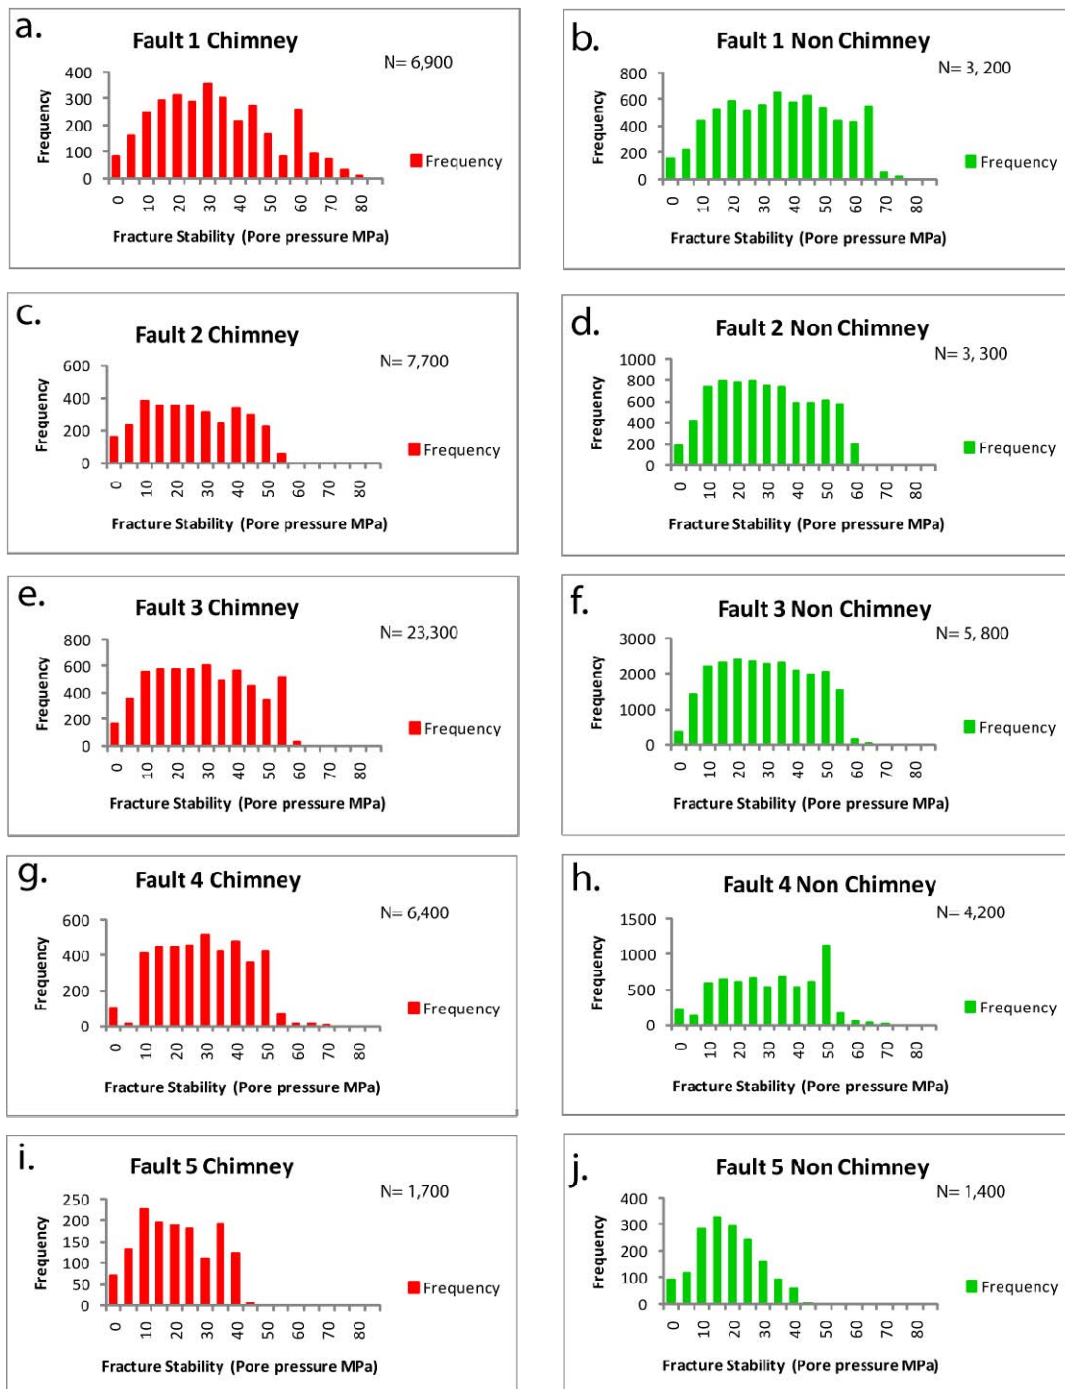 a.
Fault 1 Chimney
N= 6,900
400
300
200
100
0
Frequency
0 10 20 30 40 50 60 70 80
Fracture Stability (Pore pressure MPa)
Frequency
b.
Fault 1 Non Chimney
N= 3, 200
800
600
400
200
0
Frequency
0 10 20 30 40 50 60 70 80
Fracture Stability (Pore pressure MPa)
Frequency
c.
Fault 2 Chimney
N= 7,700
600
400
200
0
Frequency
0 10 20 30 40 50 60 70 80
Fracture Stability (Pore pressure MPa)
Frequency
d.
Fault 2 Non Chimney
N= 3, 300
1000
800
600
400
200
0
Frequency
0 10 20 30 40 50 60 70 80
Fracture Stability (Pore pressure MPa)
Frequency
e.
Fault 3 Chimney
N= 23,300
800
600
400
200
0
Frequency
0 10 20 30 40 50 60 70 80
Fracture Stability (Pore pressure MPa)
Frequency
f.
Fault 3 Non Chimney
N= 5, 800
3000
2000
1000
0
Frequency
0 10 20 30 40 50 60 70 80
Fracture Stability (Pore pressure MPa)
Frequency
g.
Fault 4 Chimney
N= 6,400
600
400
200
0
Frequency
0 10 20 30 40 50 60 70 80
Fracture Stability (Pore pressure MPa)
Frequency
h.
Fault 4 Non Chimney
N= 4,200
1500
1000
500
0
Frequency
0 10 20 30 40 50 60 70 80
Fracture Stability (Pore pressure MPa)
Frequency
i.
Fault 5 Chimney
N= 1,700
250
200
150
100
50
0
Frequency
0 10 20 30 40 50 60 70 80
Fracture Stability (Pore pressure MPa)
Frequency
j.
Fault 5 Non Chimney
N= 1,400
400
300
200
100
0
Frequency
0 10 20 30 40 50 60 70 80
Fracture Stability (Pore pressure MPa)
Frequency